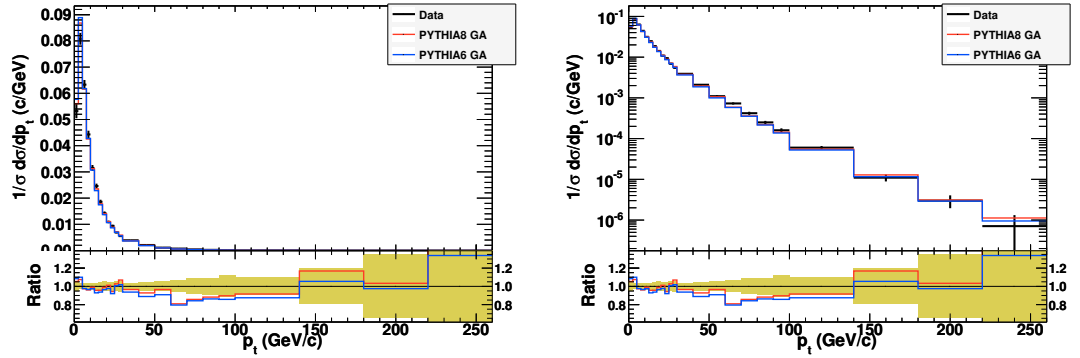 0.09
0.08
0.07
0.06
0.05
0.04
0.03
0.02
0.01
0.00
1/σ dσ/dp_t (c/GeV)
Data
PYTHIA8 GA
PYTHIA6 GA
1.2
1.0
0.8
Ratio
1.2
1.0
0.8
0 50 100 150 200 250
p_t (GeV/c)
10^-1
10^-2
10^-3
10^-4
10^-5
10^-6
1/σ dσ/dp_t (c/GeV)
Data
PYTHIA8 GA
PYTHIA6 GA
1.2
1.0
0.8
Ratio
1.2
1.0
0.8
0 50 100 150 200 250
p_t (GeV/c)